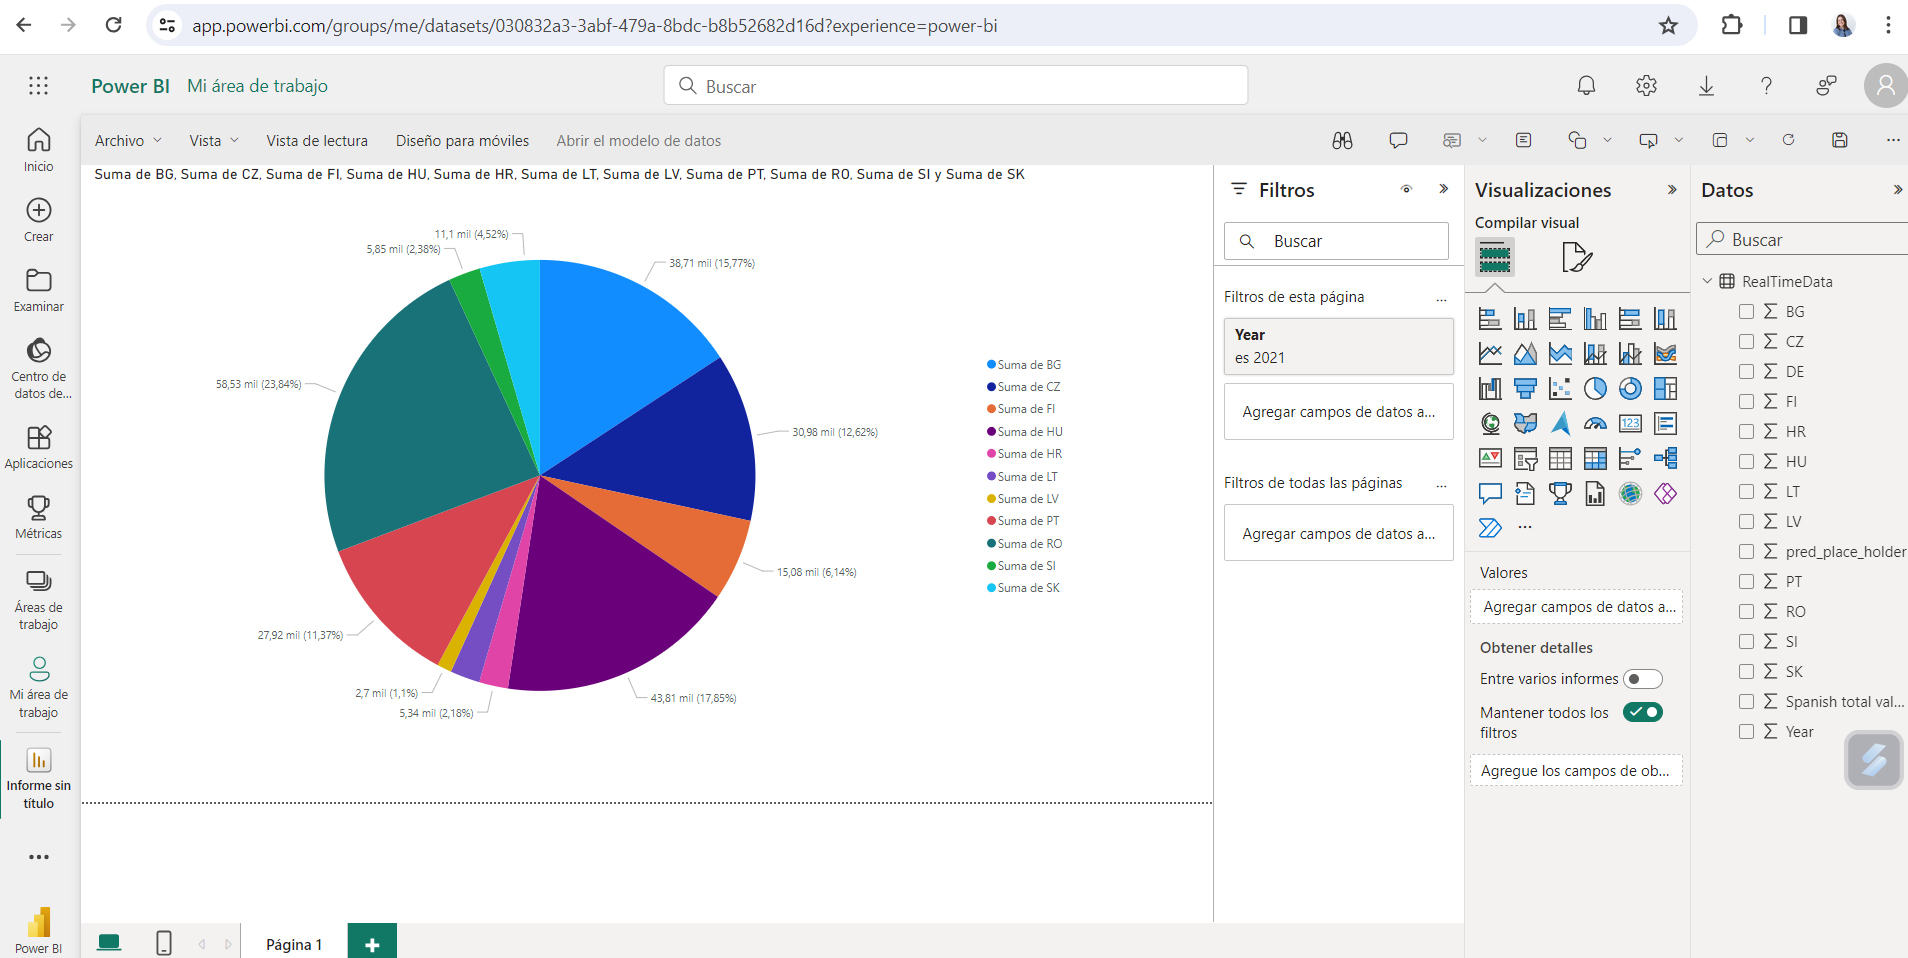 app.powerbi.com/groups/me/datasets/030832a3-3abf-479a-8bdc-b8b52682d16d?experience=power-bi
Power BI Mi área de trabajo
Buscar
Inicio
Crear
Examinar
Centro de
datos de...
Aplicaciones
Métricas
Áreas de
trabajo
Mi área de
trabajo
Informe sin
título
Power BI
Archivo Vista Vista de lectura Diseño para móviles Abrir el modelo de datos
Suma de BG, Suma de CZ, Suma de FI, Suma de HU, Suma de HR, Suma de LT, Suma de LV, Suma de PT, Suma de RO, Suma de SI y Suma de SK
11,1 mil (4,52%)
5,85 mil (2,38%)
38,71 mil (15,77%)
58,53 mil (23,84%)
30,98 mil (12,62%)
15,08 mil (6,14%)
27,92 mil (11,37%)
2,7 mil (1,1%)
5,34 mil (2,18%)
43,81 mil (17,85%)
Suma de BG
Suma de CZ
Suma de FI
Suma de HU
Suma de HR
Suma de LT
Suma de LV
Suma de PT
Suma de RO
Suma de SI
Suma de SK
Página 1
Filtros
Buscar
Filtros de esta página ...
Year
es 2021
Agregar campos de datos a...
Filtros de todas las páginas ...
Agregar campos de datos a...
Visualizaciones
Compilar visual
123
Valores
Agregar campos de datos a...
Obtener detalles
Entre varios informes
Mantener todos los
filtros
Agregue los campos de ob...
Datos
Buscar
RealTimeData
BG
CZ
DE
FI
HR
HU
LT
LV
pred_place_holder
PT
RO
SI
SK
Spanish total val...
Year